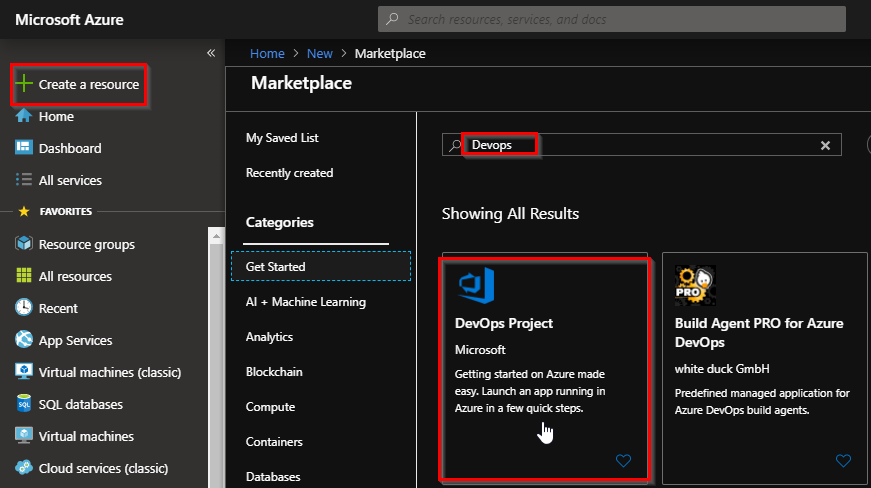 Microsoft Azure
Search resources, services, and docs
«
Create a resource
Home
Dashboard
All services
FAVORITES
Resource groups
All resources
Recent
App Services
Virtual machines (classic)
SQL databases
Virtual machines
Cloud services (classic)
Home > New > Marketplace
Marketplace
My Saved List
Recently created
Categories
Get Started
AI + Machine Learning
Analytics
Blockchain
Compute
Containers
Databases
Devops
Showing All Results
DevOps Project
Microsoft
Getting started on Azure made
easy. Launch an app running in
Azure in a few quick steps.
PRO
Build Agent PRO for Azure
DevOps
white duck GmbH
Predefined managed application for
Azure DevOps build agents.